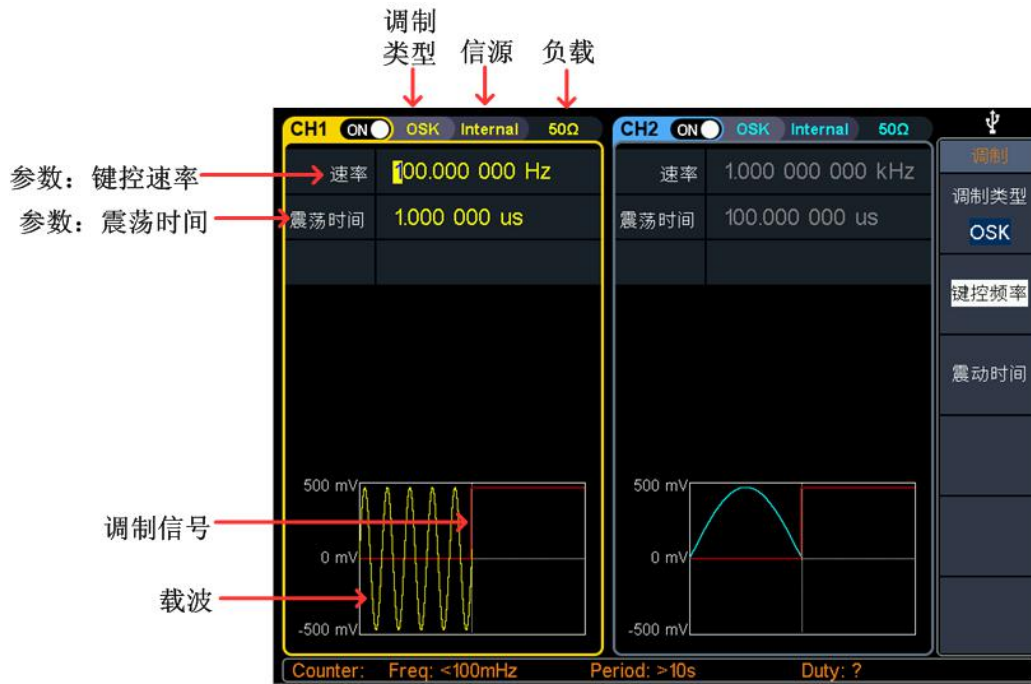 调制
类型
信源
负载
CH1 ON OSK Internal 50Ω
CH2 ON OSK Internal 50Ω
参数：键控速率
速率 100.000 000 Hz
速率 1.000 000 000 kHz
参数：震荡时间
震荡时间 1.000 000 us
震荡时间 100.000 000 us
调制
调制类型
OSK
键控频率
震动时间
500 mV
0 mV
-500 mV
500 mV
0 mV
-500 mV
调制信号
载波
Counter: Freq: <100mHz Period: >10s Duty: ?